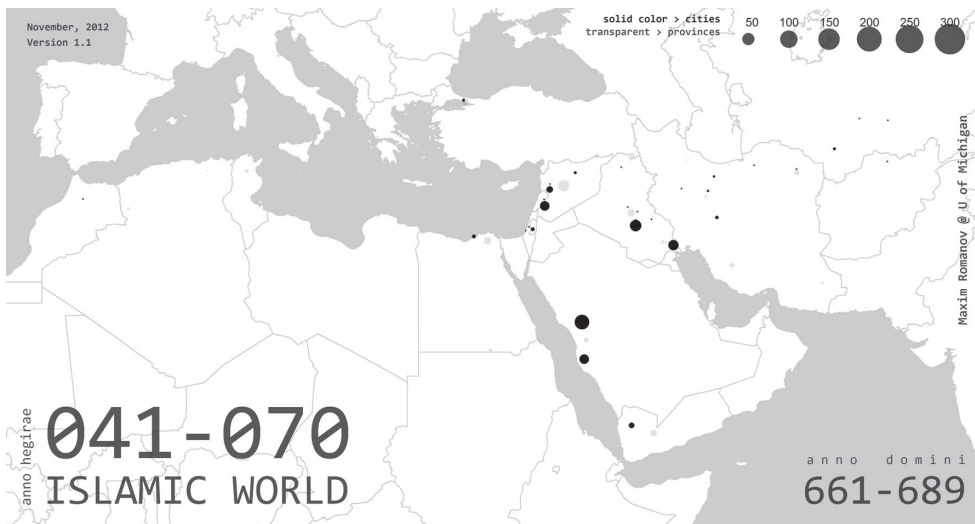 November, 2012
Version 1.1
solid color > cities
transparent > provinces
50 100 150 200 250 300
Maxim Romanov @ U of Michigan
anno hegirae
041-070
ISLAMIC WORLD
anno domini
661-689